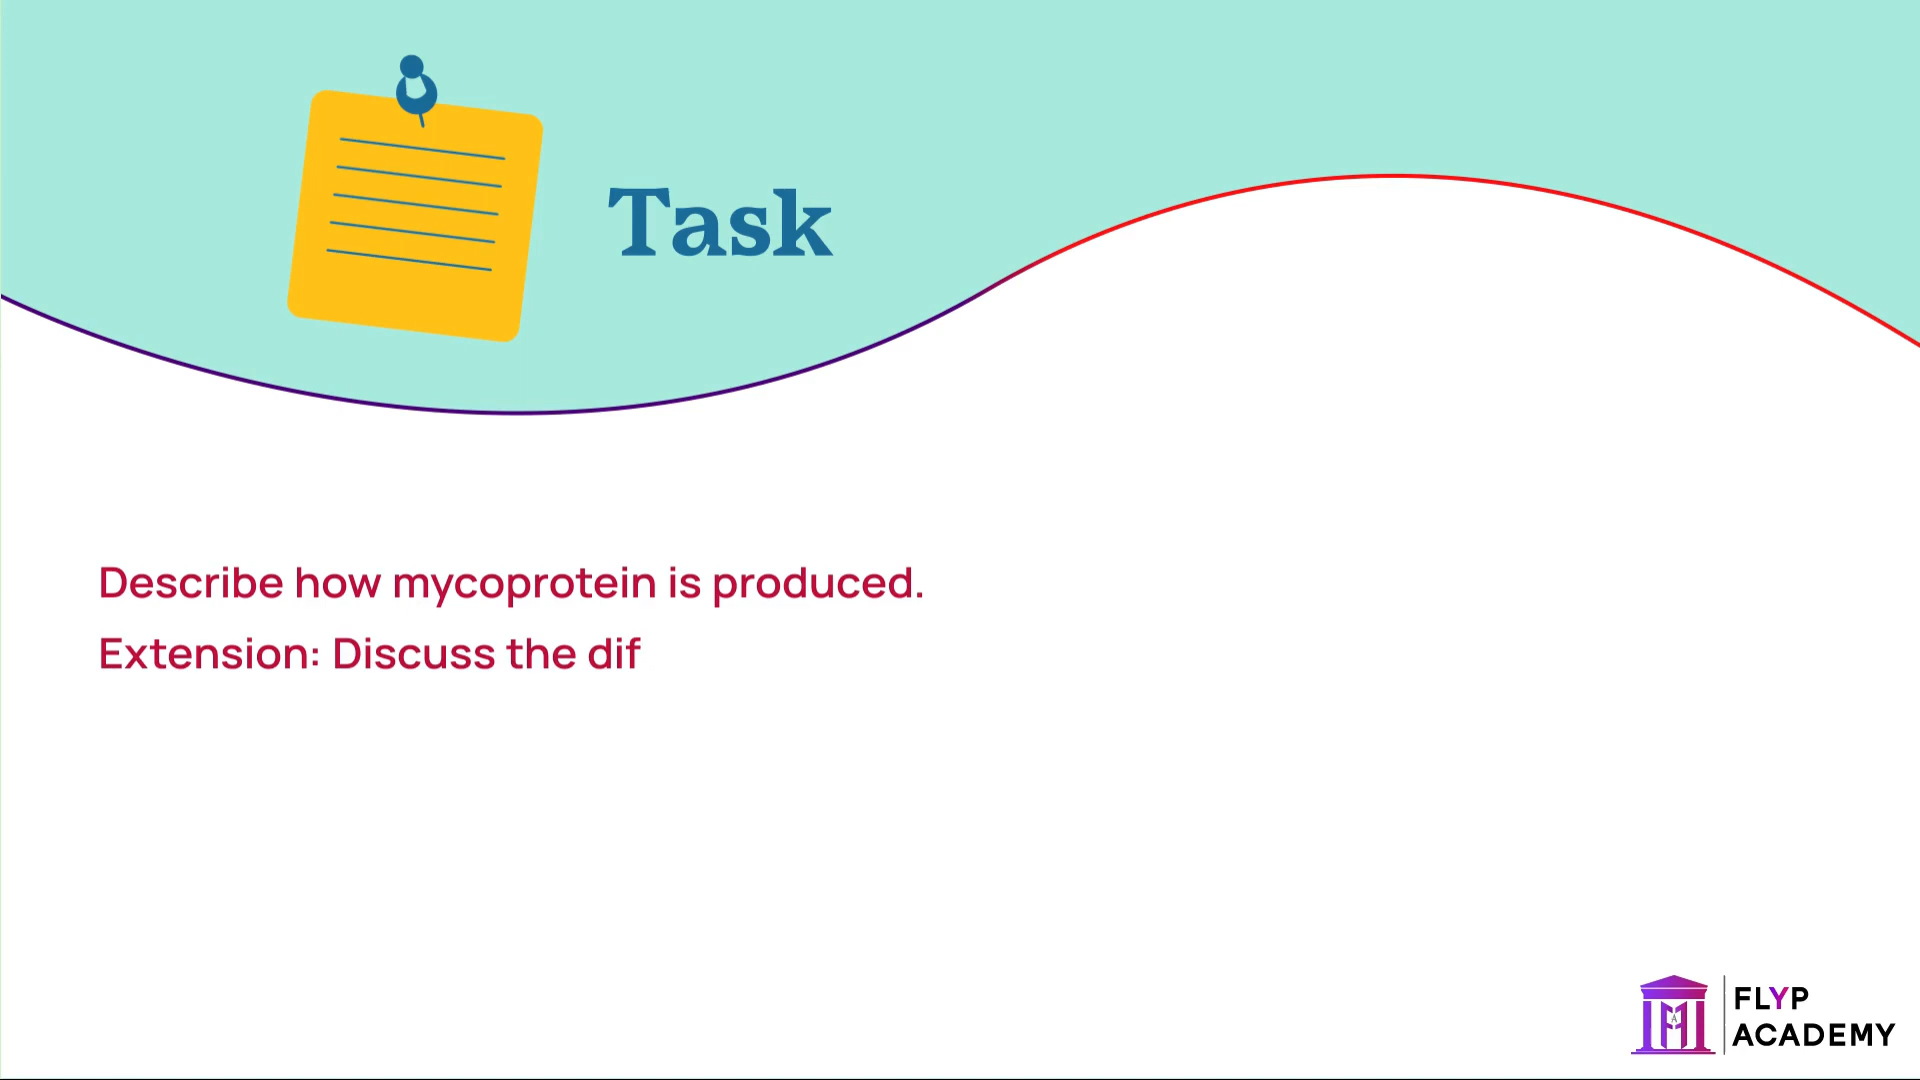 Task
Describe how mycoprotein is produced.
Extension: Discuss the dif
FLYP
ACADEMY